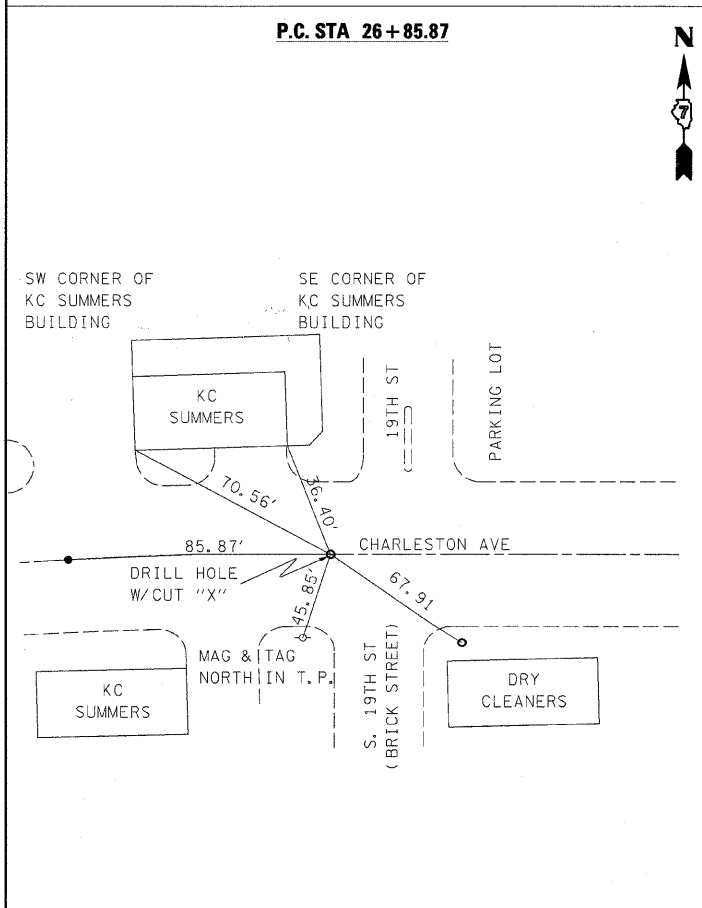 P.C. STA 26+85.87
N
7
SW CORNER OF
KC SUMMERS
BUILDING
SE CORNER OF
KC SUMMERS
BUILDING
KC
SUMMERS
19TH ST
PARKING LOT
70.56'
36.40'
85.87'
CHARLESTON AVE
DRILL HOLE
W/CUT "X"
45.85'
67.91
MAG & TAG
NORTH IN T.P.
S. 19TH ST
(BRICK STREET)
KC
SUMMERS
DRY
CLEANERS